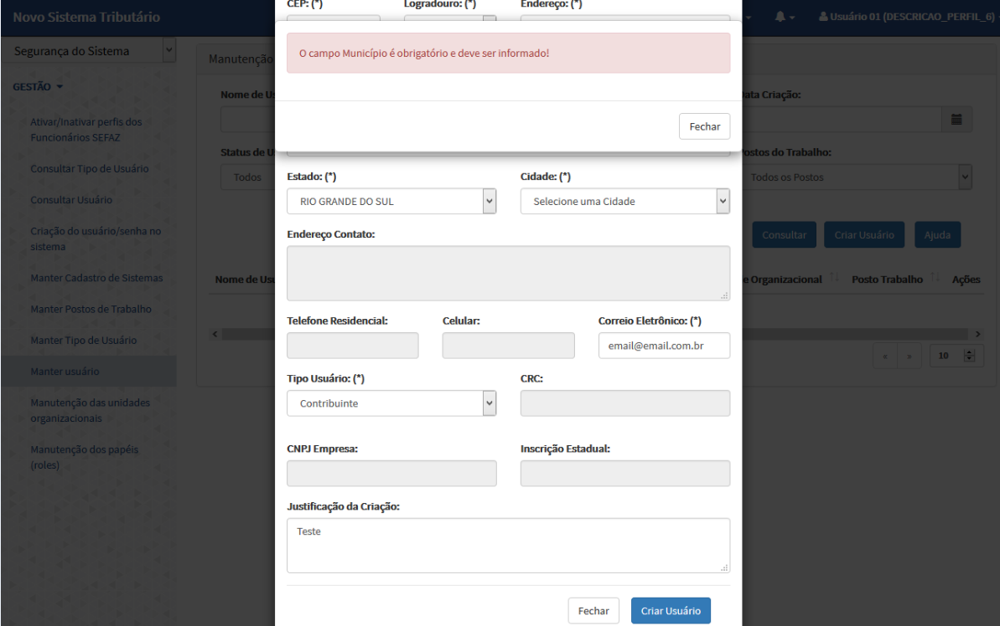 Novo Sistema Tributário
Usuário 01 (DESCRICAO_PERFIL_6)
Segurança do Sistema
GESTÃO
Ativar/Inativar perfis dos
Funcionários SEFAZ
Consultar Tipo de Usuário
Consultar Usuário
Criação do usuário/senha no
sistema
Manter Cadastro de Sistemas
Manter Postos de Trabalho
Manter Tipo de Usuário
Manter usuário
Manutenção das unidades
organizacionais
Manutenção dos papéis
(roles)
Manutenção
Nome de Us
Data Criação:
Status de U
Postos do Trabalho:
Todos
Todos os Postos
Consultar
Criar Usuário
Ajuda
Nome de Usu
e Organizacional
Posto Trabalho
Ações
« »
10
CEP: (*)
Logradouro: (*)
Endereço: (*)
O campo Município é obrigatório e deve ser informado!
Fechar
Estado: (*)
Cidade: (*)
RIO GRANDE DO SUL
Selecione uma Cidade
Endereço Contato:
Telefone Residencial:
Celular:
Correio Eletrônico: (*)
email@email.com.br
Tipo Usuário: (*)
CRC:
Contribuinte
CNPJ Empresa:
Inscrição Estadual:
Justificação da Criação:
Teste
Fechar
Criar Usuário